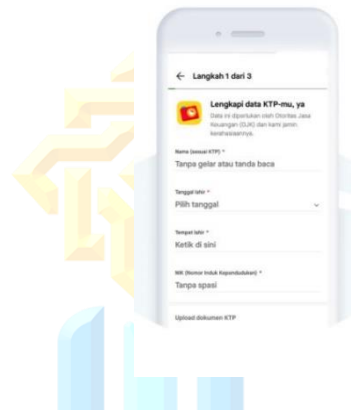 Langkah 1 dari 3
Lengkapi data KTP-mu, ya
Data ini diperlukan oleh Otoritas Jasa
Keuangan (OJK) dan kami jamin
kerahasiaannya.
Nama (sesuai KTP) *
Tanpa gelar atau tanda baca
Tanggal lahir *
Pilih tanggal
Tempat lahir *
Ketik di sini
NIK (Nomor Induk Kependudukan) *
Tanpa spasi
Upload dokumen KTP